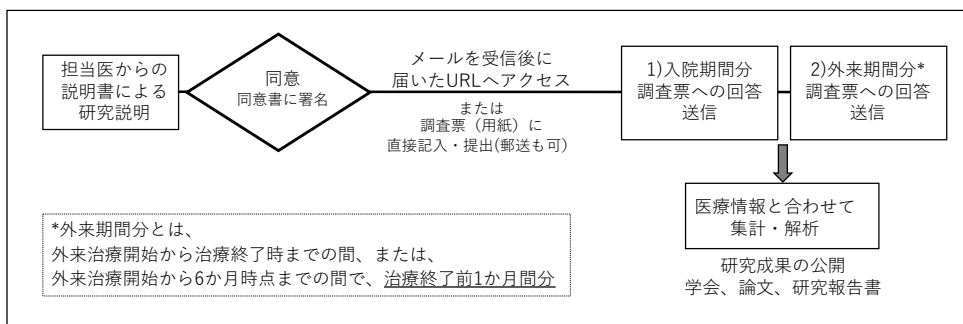 担当医からの
説明書による
研究説明
同意
同意書に署名
メールを受信後に
届いたURLへアクセス
または
調査票（用紙）に
直接記入・提出(郵送も可)
1)入院期間分
調査票への回答
送信
2)外来期間分*
調査票への回答
送信
医療情報と合わせて
集計・解析
研究成果の公開
学会、論文、研究報告書
*外来期間分とは、
外来治療開始から治療終了時までの間、または、
外来治療開始から6か月時点までの間で、治療終了前1か月間分